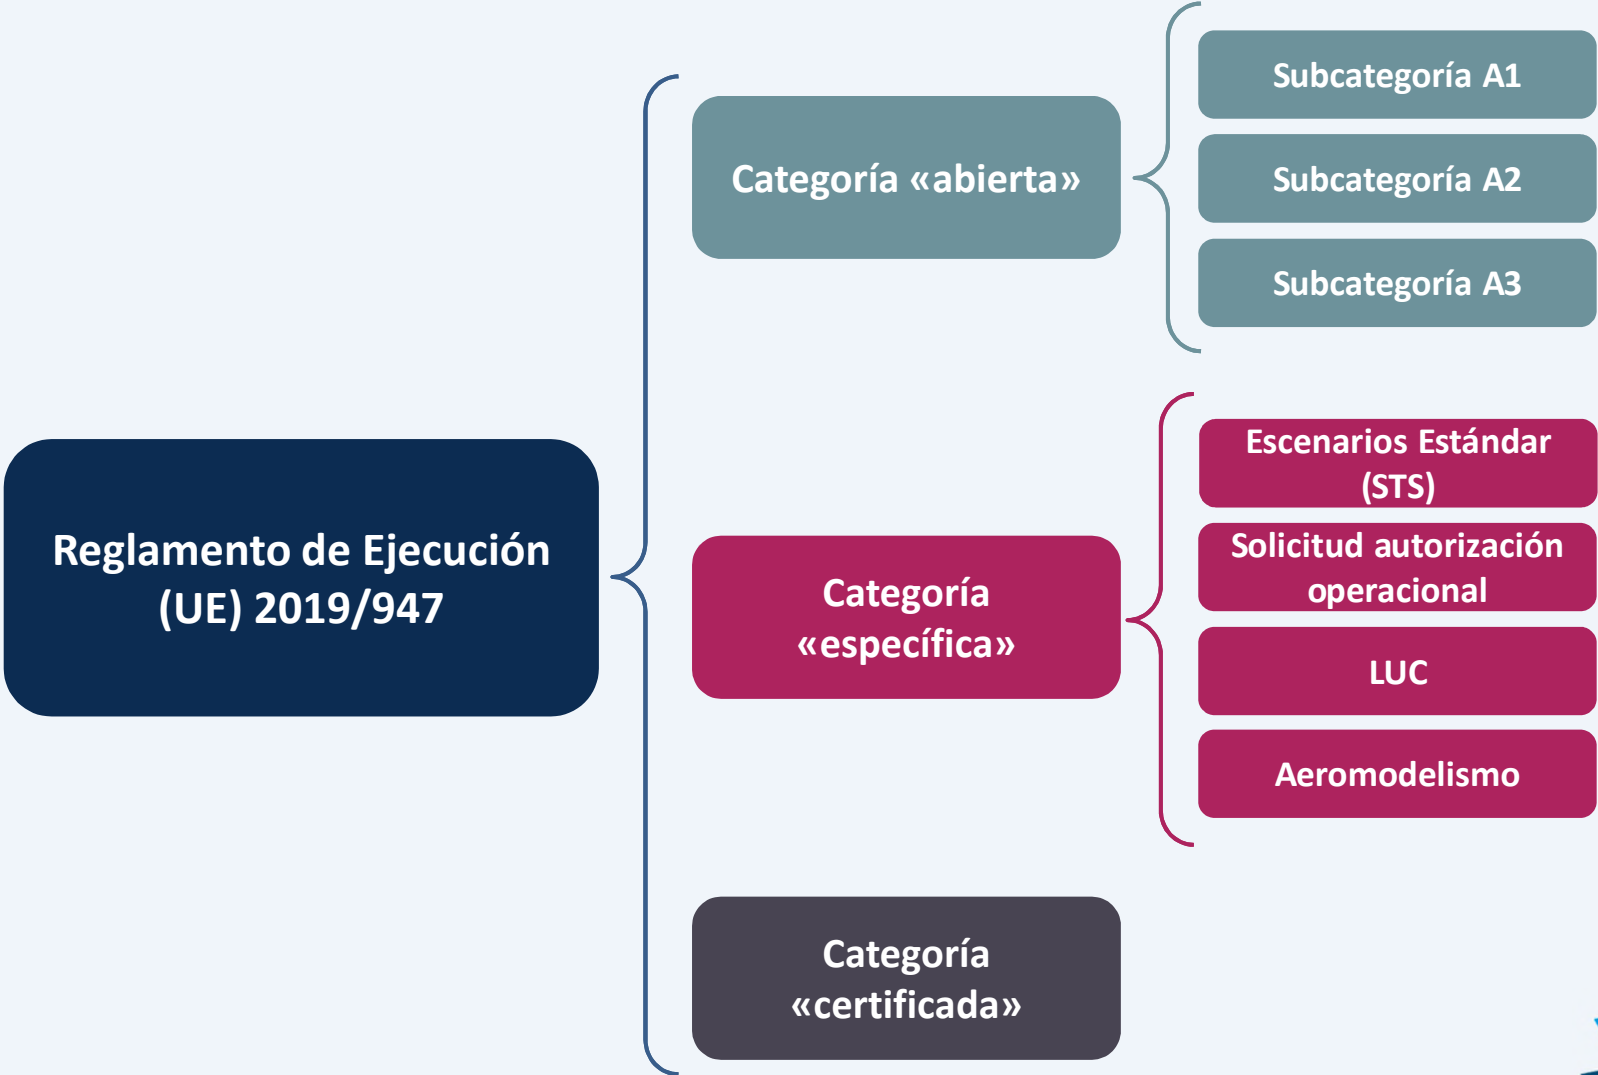 Reglamento de Ejecución
(UE) 2019/947
Categoría «abierta»
Subcategoría A1
Subcategoría A2
Subcategoría A3
Categoría
«específica»
Escenarios Estándar
(STS)
Solicitud autorización
operacional
LUC
Aeromodelismo
Categoría
«certificada»